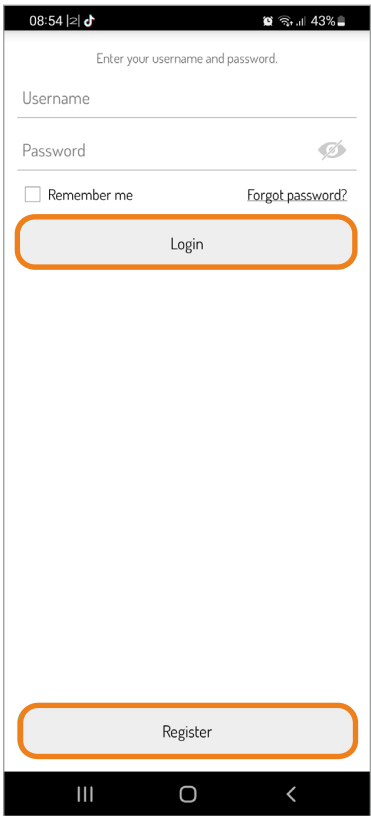 08:54
43%
Enter your username and password.
Username
Password
Remember me Forgot password?
Login
Register